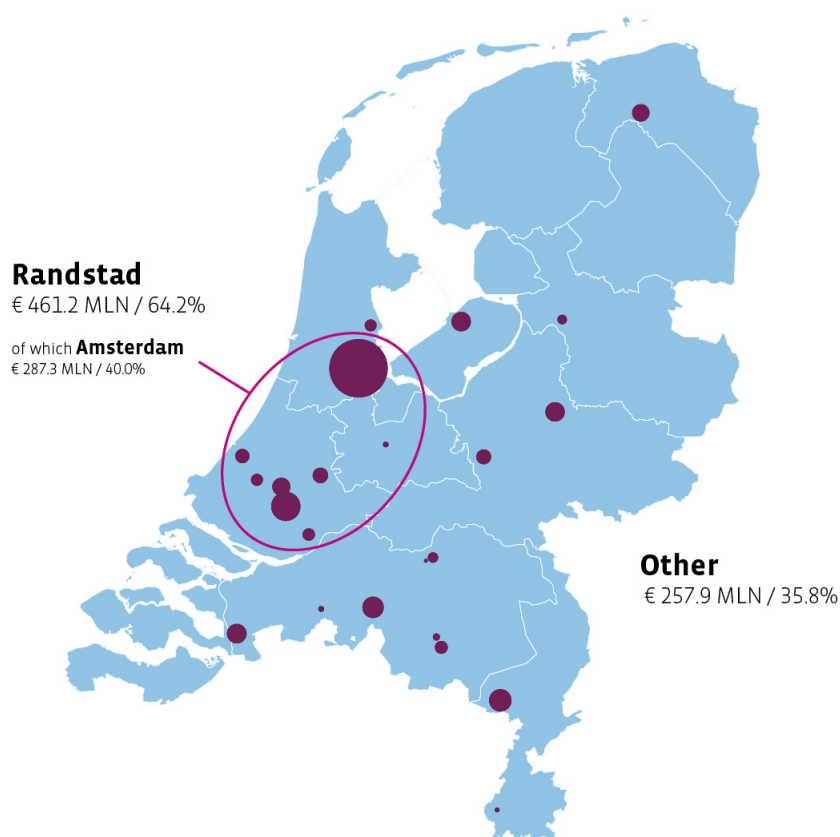 Randstad
€ 461.2 MLN / 64.2%
of which Amsterdam
€ 287.3 MLN / 40.0%
Other
€ 257.9 MLN / 35.8%